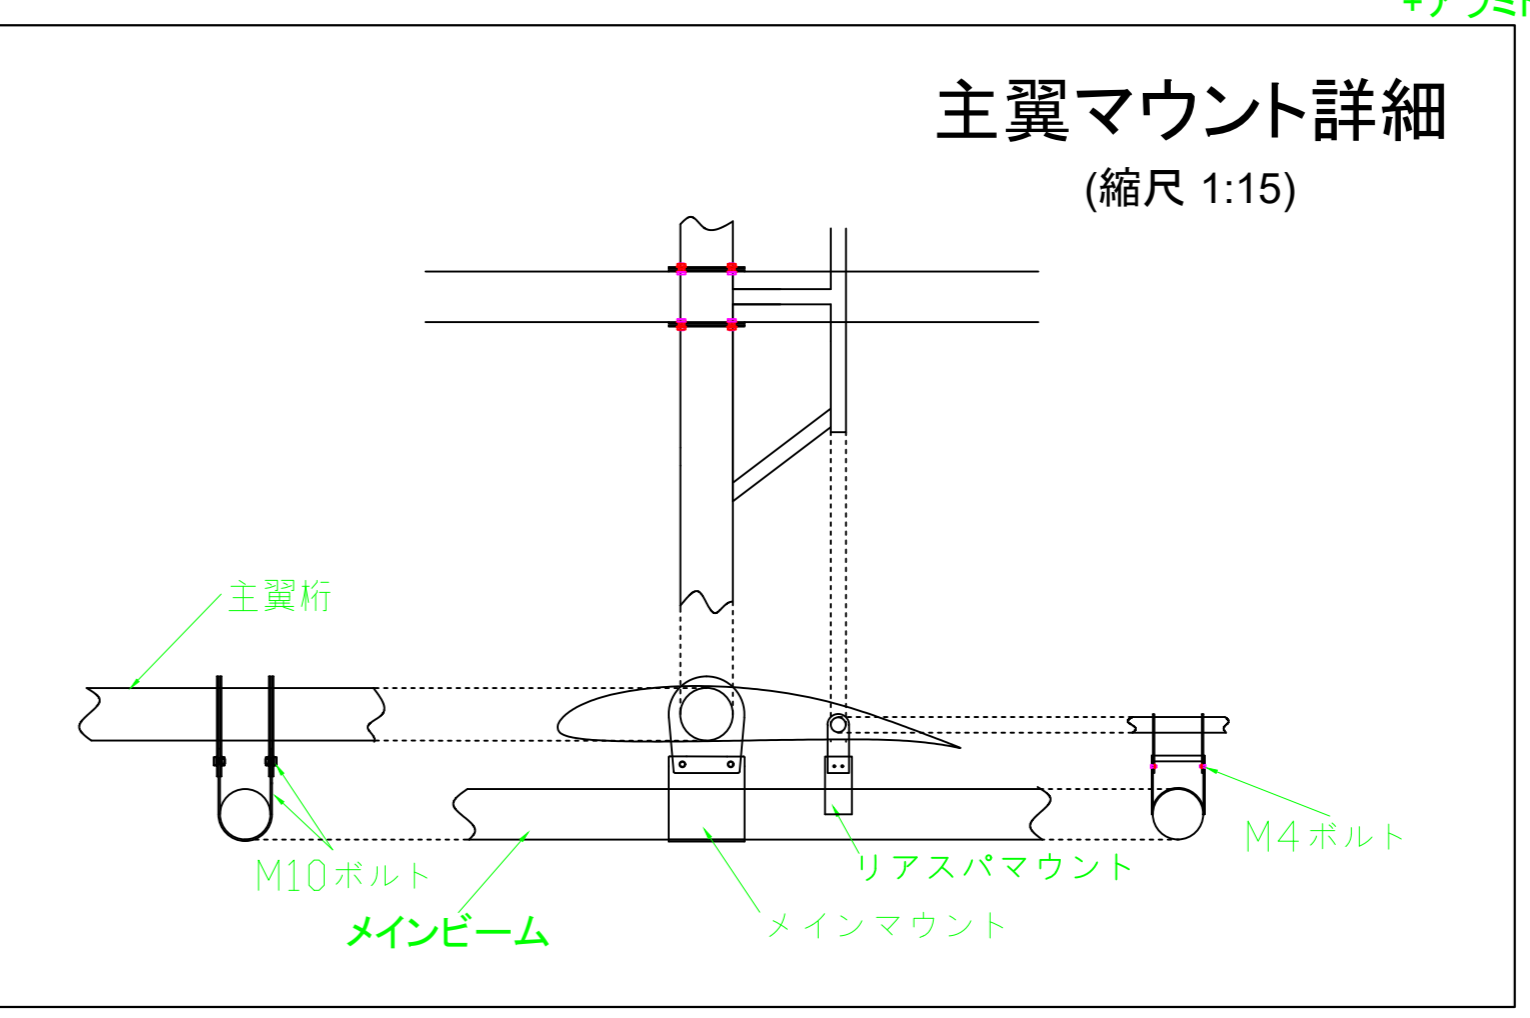 主翼マウント詳細
(縮尺 1:15)
主翼桁
M10ボルト
メインビーム
メインマウント
リアスパマウント
M4ボルト